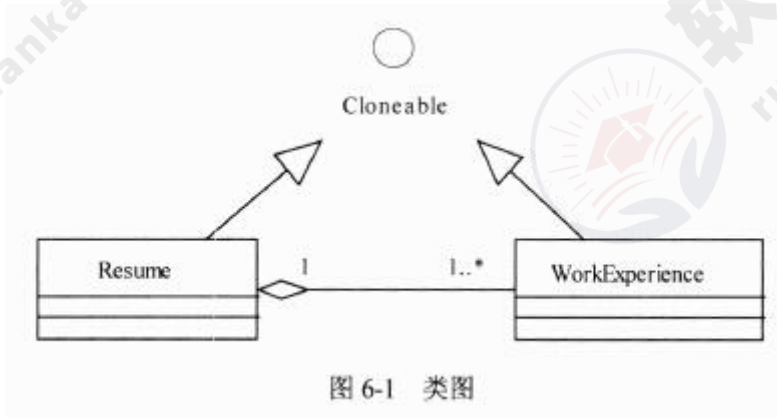 Cloneable
Resume
1
1..*
WorkExperience
图 6-1 类图